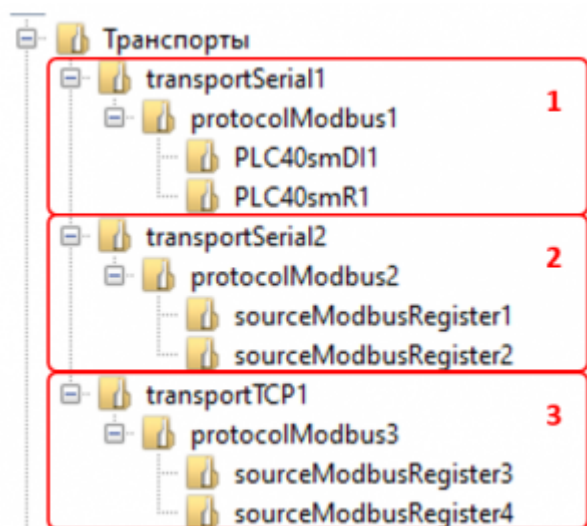 Транспорты
transportSerial1
1
protocolModbus1
PLC40smDI1
PLC40smR1
transportSerial2
2
protocolModbus2
sourceModbusRegister1
sourceModbusRegister2
transportTCP1
3
protocolModbus3
sourceModbusRegister3
sourceModbusRegister4